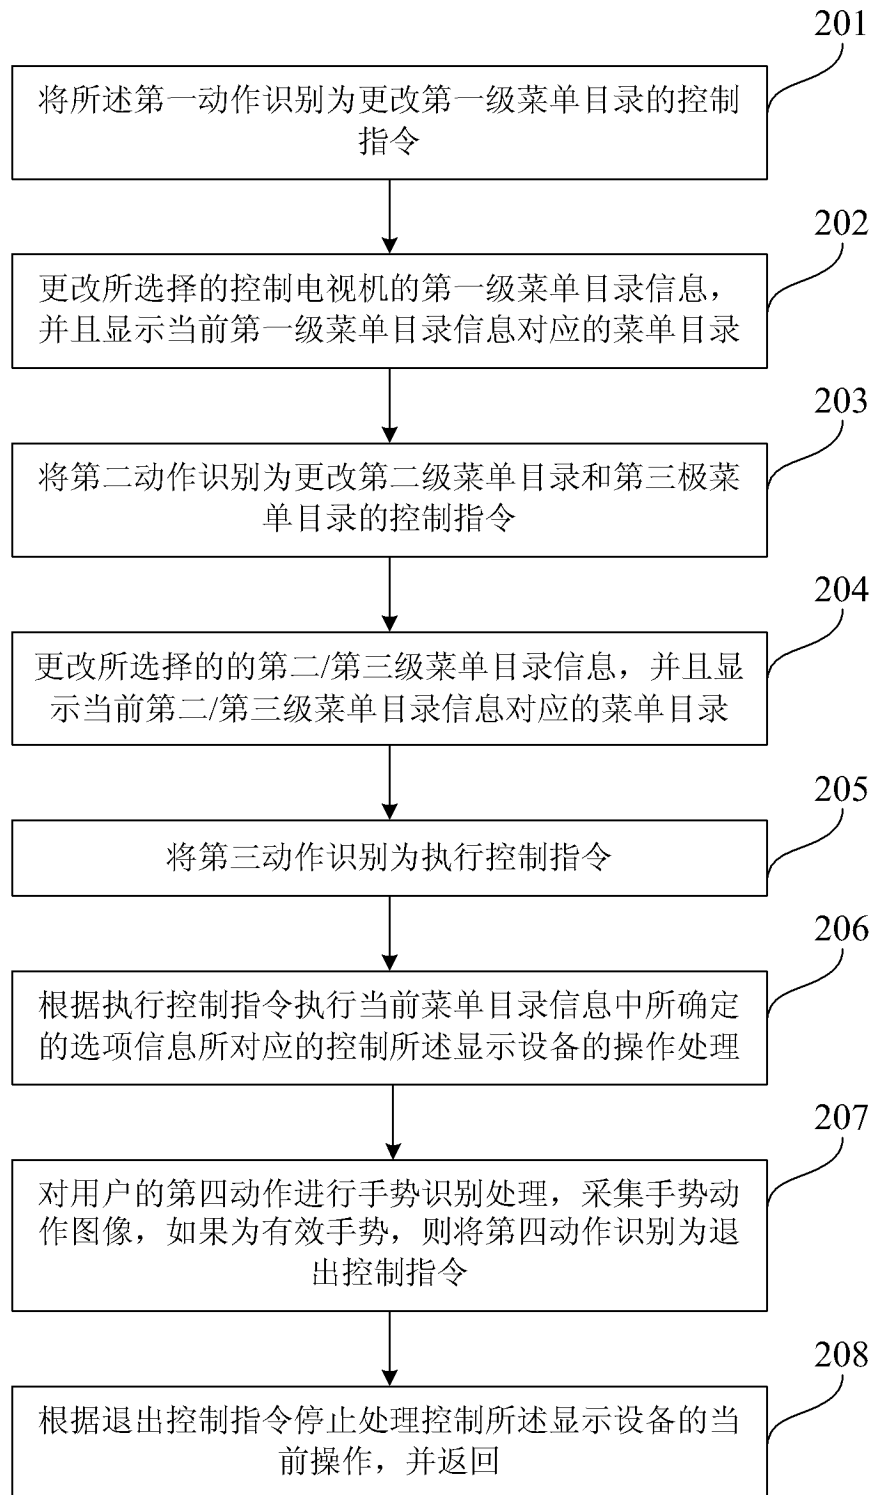 201
将所述第一动作识别为更改第一级菜单目录的控制
指令
202
更改所选择的控制电视机的第一级菜单目录信息，
并且显示当前第一级菜单目录信息对应的菜单目录
203
将第二动作识别为更改第二级菜单目录和第三极菜
单目录的控制指令
204
更改所选择的的第二/第三级菜单目录信息，并且显
示当前第二/第三级菜单目录信息对应的菜单目录
205
将第三动作识别为执行控制指令
206
根据执行控制指令执行当前菜单目录信息中所确定
的选项信息所对应的控制所述显示设备的操作处理
207
对用户的第四动作进行手势识别处理，采集手势动
作图像，如果为有效手势，则将第四动作识别为退
出控制指令
208
根据退出控制指令停止处理控制所述显示设备的当
前操作，并返回